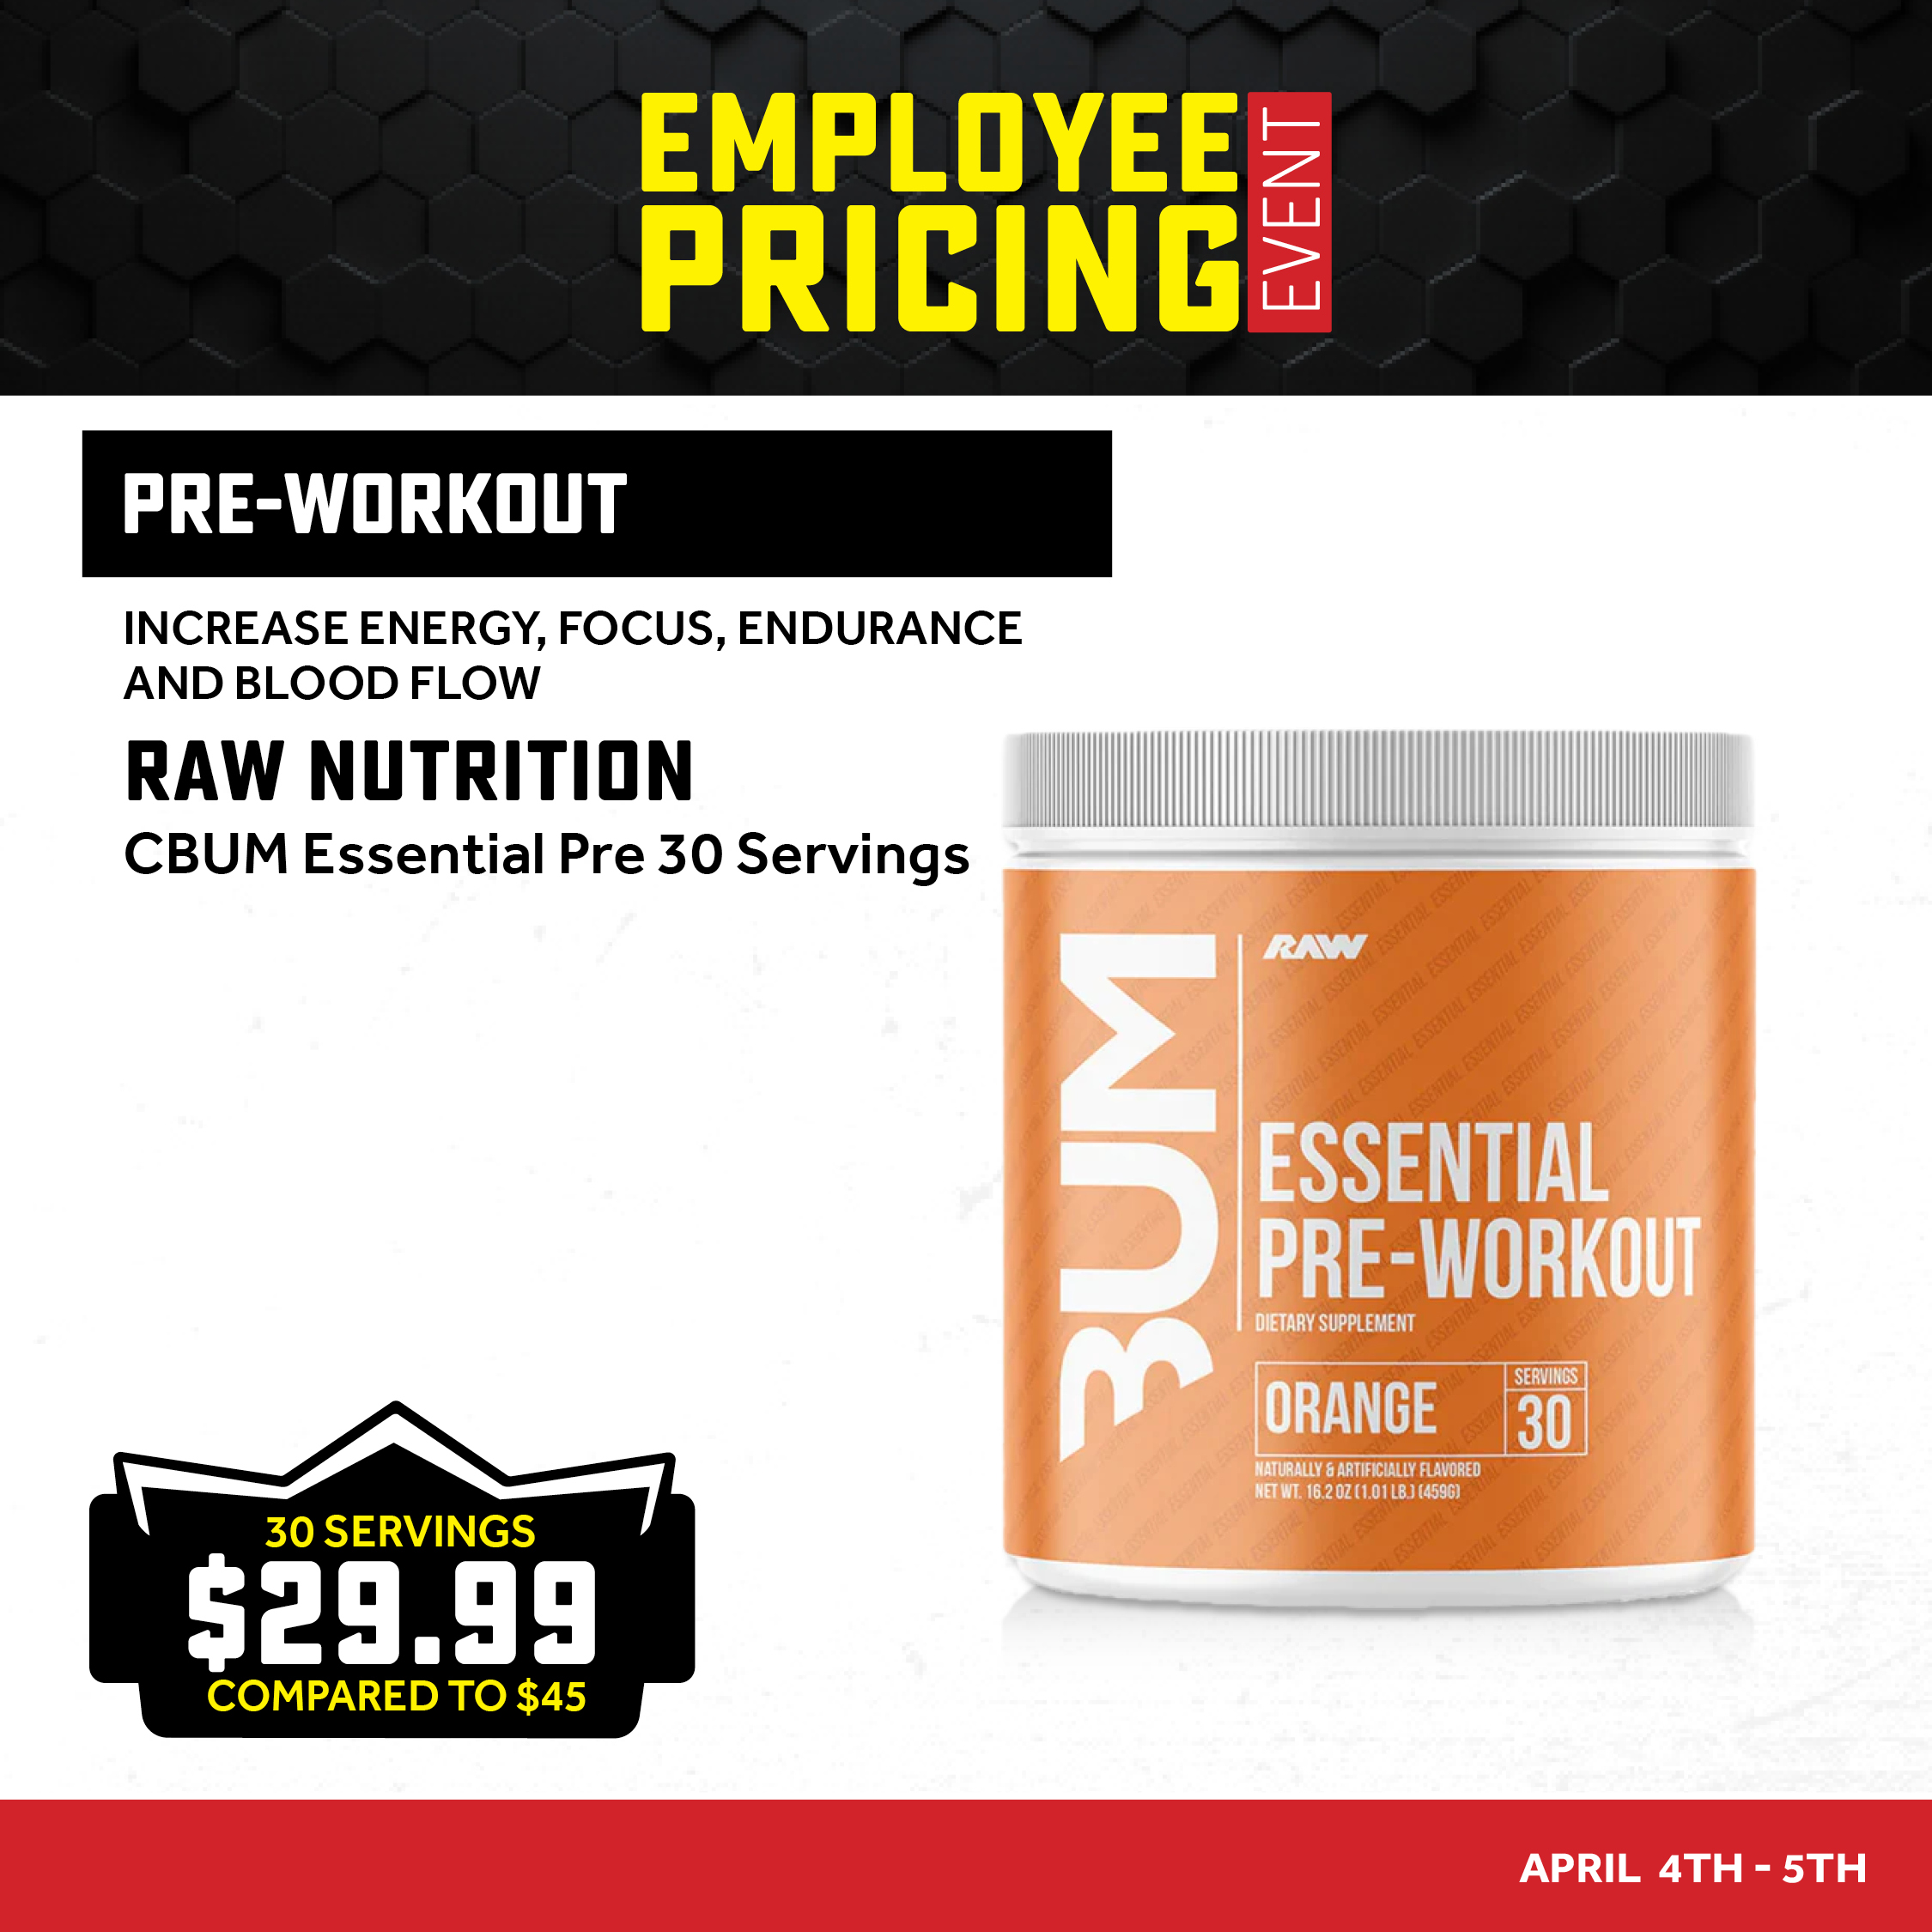 EMPLOYEE
PRICING
EVENT
PRE-WORKOUT
INCREASE ENERGY, FOCUS, ENDURANCE
AND BLOOD FLOW
RAW NUTRITION
CBUM Essential Pre 30 Servings
BUM
RAW
ESSENTIAL
PRE-WORKOUT
DIETARY SUPPLEMENT
ORANGE
SERVINGS
30
NATURALLY & ARTIFICIALLY FLAVORED
NET WT. 16.2 OZ (1.01 LB.) (459G)
30 SERVINGS
$29.99
COMPARED TO $45
APRIL 4TH - 5TH